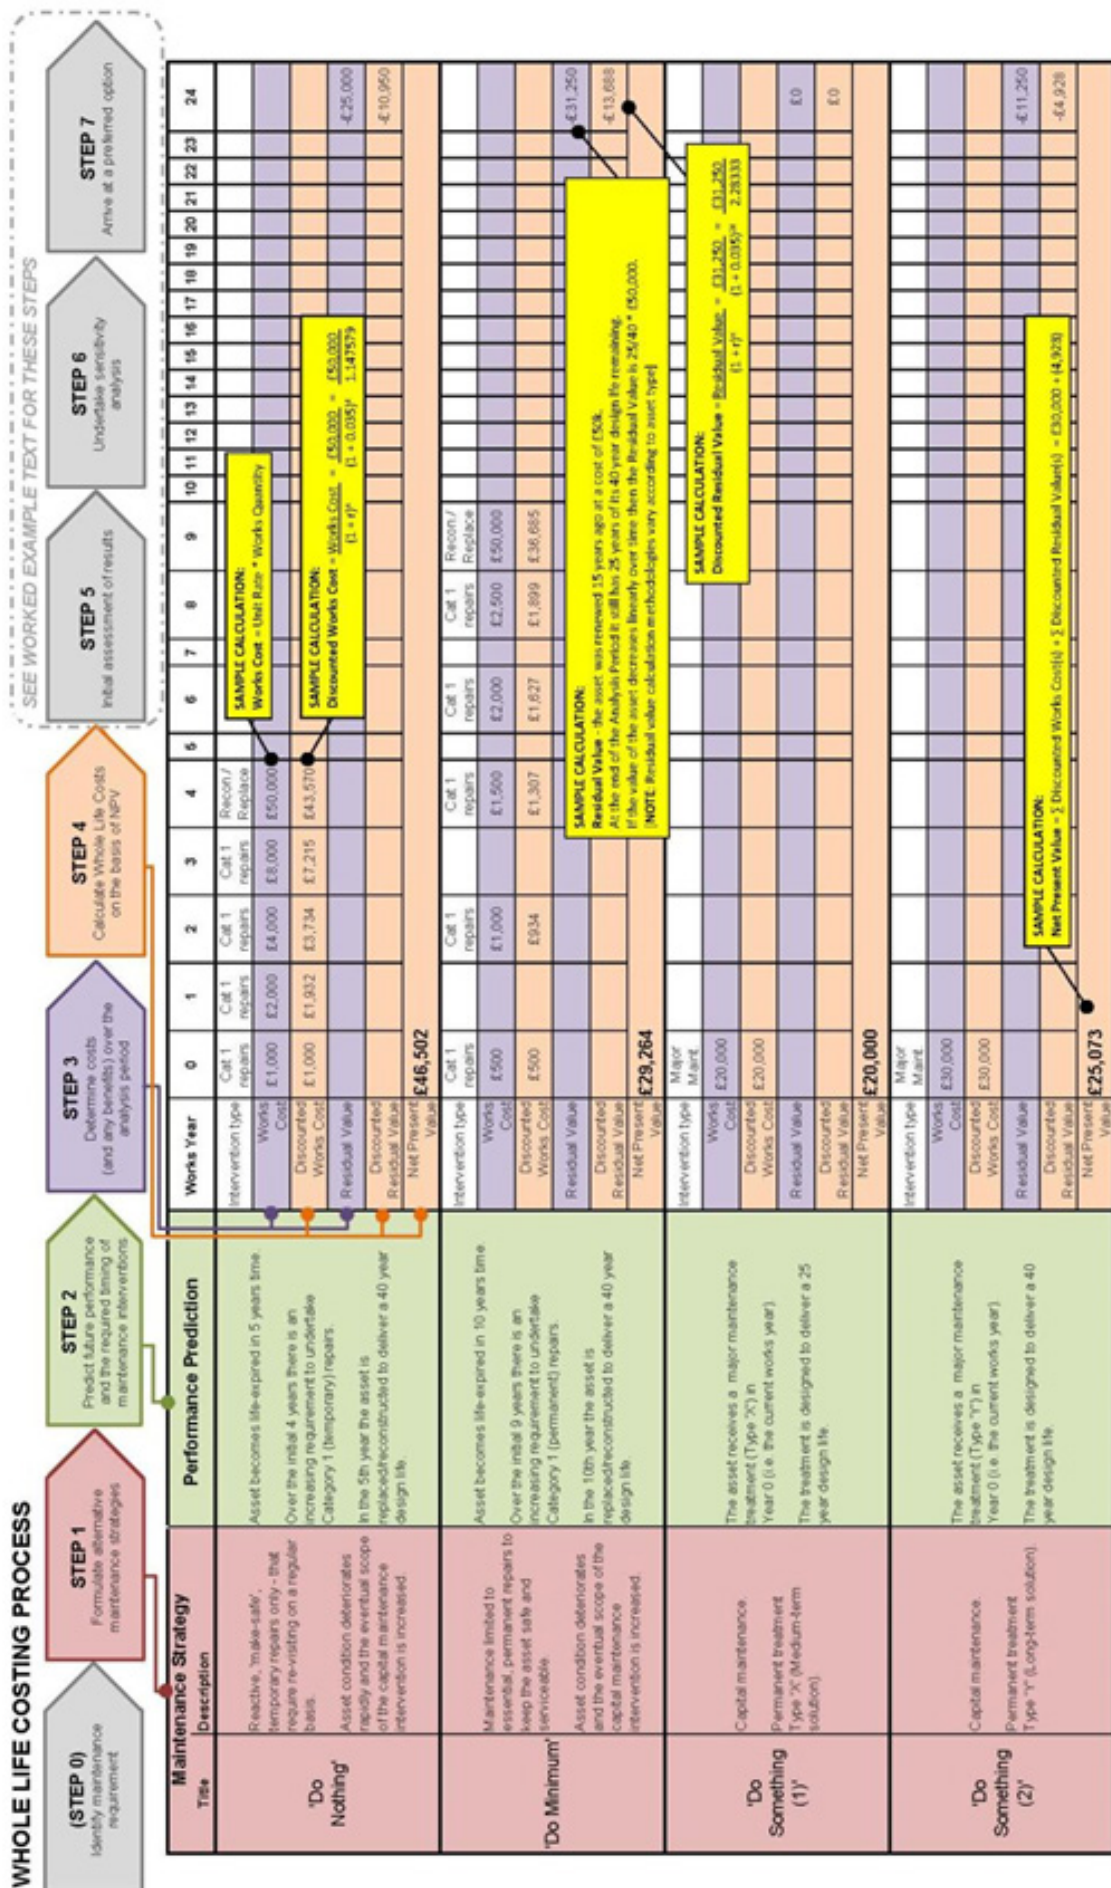 WHOLE LIFE COSTING PROCESS
SEE WORKED EXAMPLE TEXT FOR THESE STEPS
(STEP 0)
Identify maintenance
requirement
STEP 1
Formulate alternative
maintenance strategies
STEP 2
Predict future performance
and the required timing of
maintenance interventions
STEP 3
Determine costs
(and any benefits) over the
analysis period
STEP 4
Calculate Whole Life Costs
on the basis of NPV
STEP 5
Initial assessment of results
STEP 6
Undertake sensitivity
analysis
STEP 7
Arrive at a preferred option
Maintenance Strategy
Title Description
Performance Prediction
Works Year 0 1 2 3 4 5 6 7 8 9 10 11 12 13 14 15 16 17 18 19 20 21 22 23 24
'Do
Nothing'
Reactive, 'make-safe',
temporary repairs only - that
require re-visiting on a regular
basis.
Asset condition deteriorates
rapidly and the eventual scope
of the capital maintenance
intervention is increased.
Asset becomes life-expired in 5 years time.
Over the initial 4 years there is an
increasing requirement to undertake
Category 1 (temporary) repairs.
In the 5th year the asset is
replaced/reconstructed to deliver a 40 year
design life.
Intervention type
Cat 1
repairs
Cat 1
repairs
Cat 1
repairs
Cat 1
repairs
Recon./
Replace
Works
Cost
£1,000 £2,000 £4,000 £8,000 £50,000
Discounted
Works Cost
£1,000 £1,932 £3,734 £7,215 £43,570
Residual Value
-£25,000
Discounted
Residual Value
-£10,950
Net Present
Value
£46,502
SAMPLE CALCULATION:
Works Cost = Unit Rate * Works Quantity
SAMPLE CALCULATION:
Discounted Works Cost = Works Cost = £50,000 = £50,000
(1 + r)ⁿ (1 + 0.035)⁴ 1.147579
'Do Minimum'
Maintenance limited to
essential, permanent repairs to
keep the asset safe and
serviceable.
Asset condition deteriorates
and the eventual scope of the
capital maintenance
intervention is increased.
Asset becomes life-expired in 10 years time.
Over the initial 9 years there is an
increasing requirement to undertake
Category 1 (permanent) repairs.
In the 10th year the asset is
replaced/reconstructed to deliver a 40 year
design life
Intervention type
Cat 1
repairs
Cat 1
repairs
Cat 1
repairs
Cat 1
repairs
Cat 1
repairs
Recon./
Replace
Works
Cost
£500 £1,000 £1,500 £2,000 £2,500 £50,000
Discounted
Works Cost
£500 £934 £1,307 £1,627 £1,899 £36,685
Residual Value
-£31,250
Discounted
Residual Value
-£13,688
Net Present
Value
£29,264
SAMPLE CALCULATION:
Residual Value - the asset was renewed 15 years ago at a cost of £50k.
At the end of the Analysis Period it still has 25 years of its 40 year design life remaining.
If the value of the asset decreases linearly over time then the Residual Value is 25/40 * £50,000.
[NOTE: Residual value calculation methodologies vary according to asset type]
SAMPLE CALCULATION:
Discounted Residual Value = Residual Value = £31,250 = £31,250
(1 + r)ⁿ (1 + 0.035)²⁴ 2.28333
'Do
Something
(1)'
Capital maintenance.
Permanent treatment
Type 'X' (Medium-term
solution).
The asset receives a major maintenance
treatment (Type 'X') in
Year 0 (i.e. the current works year)
The treatment is designed to deliver a 25
year design life.
Intervention type
Major
Maint.
Works
Cost
£20,000
Discounted
Works Cost
£20,000
Residual Value
£0
Discounted
Residual Value
£0
Net Present
Value
£20,000
'Do
Something
(2)'
Capital maintenance.
Permanent treatment
Type 'Y' (Long-term solution).
The asset receives a major maintenance
treatment (Type 'Y') in
Year 0 (i.e. the current works year)
The treatment is designed to deliver a 40
year design life.
Intervention type
Major
Maint.
Works
Cost
£30,000
Discounted
Works Cost
£30,000
Residual Value
-£11,250
Discounted
Residual Value
-£4,928
Net Present
Value
£25,073
SAMPLE CALCULATION:
Net Present Value = ∑ Discounted Works Cost(s) + ∑ Discounted Residual Value(s) = £30,000 + (4,928)